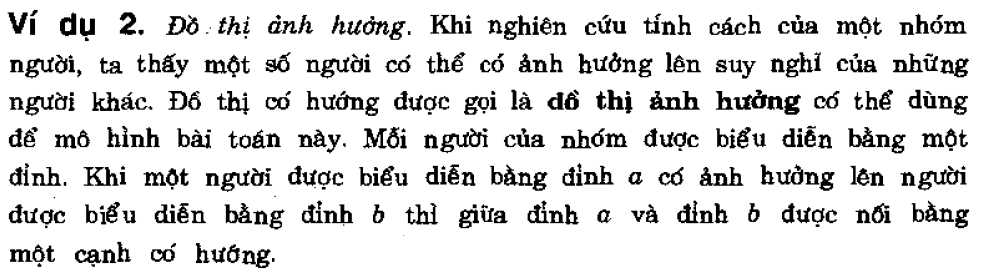 Ví dụ 2. Đồ thị ảnh hưởng. Khi nghiên cứu tính cách của một nhóm
người, ta thấy một số người có thể có ảnh hưởng lên suy nghĩ của những
người khác. Đồ thị có hướng được gọi là đồ thị ảnh hưởng có thể dùng
để mô hình bài toán này. Mỗi người của nhóm được biểu diễn bằng một
đỉnh. Khi một người được biểu diễn bằng đỉnh a có ảnh hưởng lên người
được biểu diễn bằng đỉnh b thì giữa đỉnh a và đỉnh b được nối bằng
một cạnh có hướng.